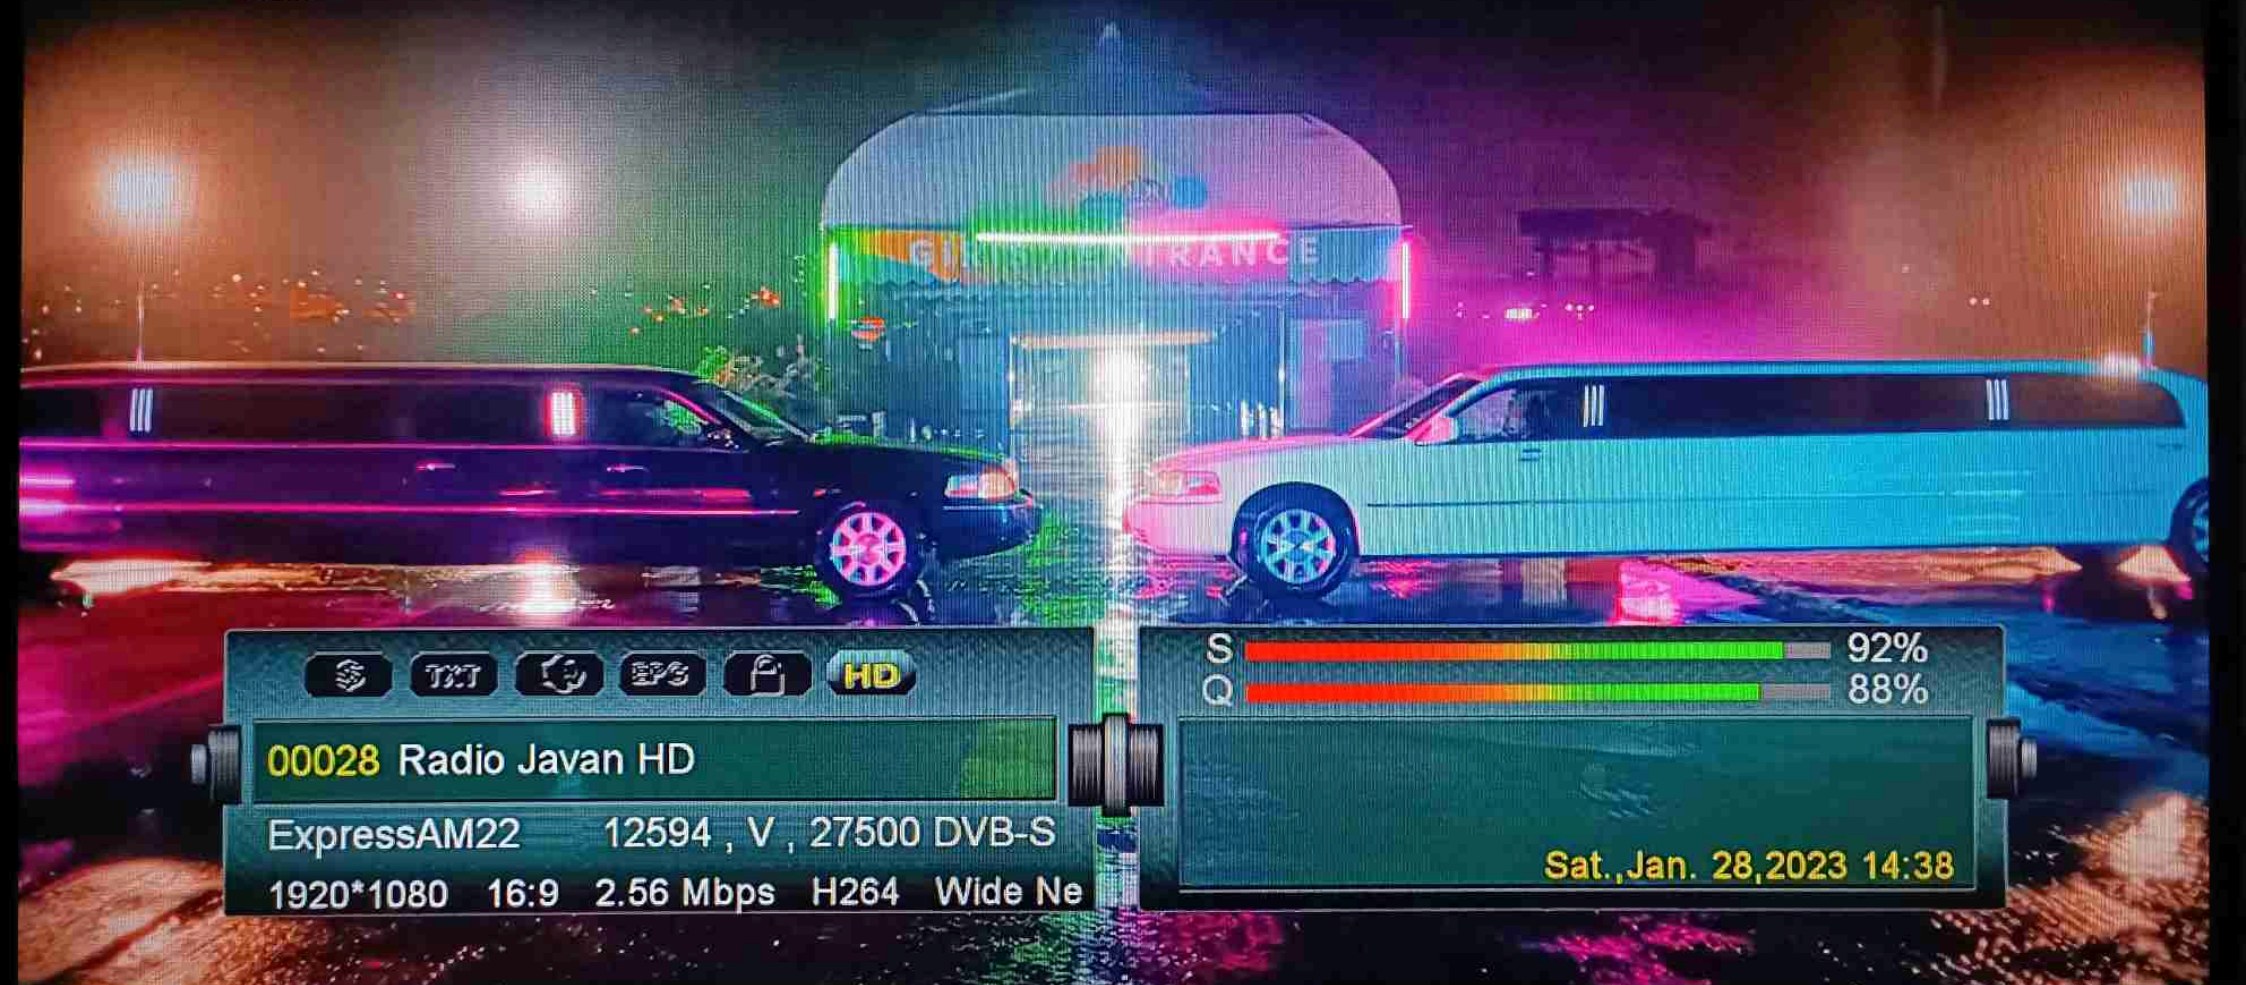 RANCE
S 92%
Q 88%
$ TXT EPG HD
00028 Radio Javan HD
ExpressAM22 12594 , V , 27500 DVB-S
1920*1080 16:9 2.56 Mbps H264 Wide Ne
Sat.,Jan. 28,2023 14:38